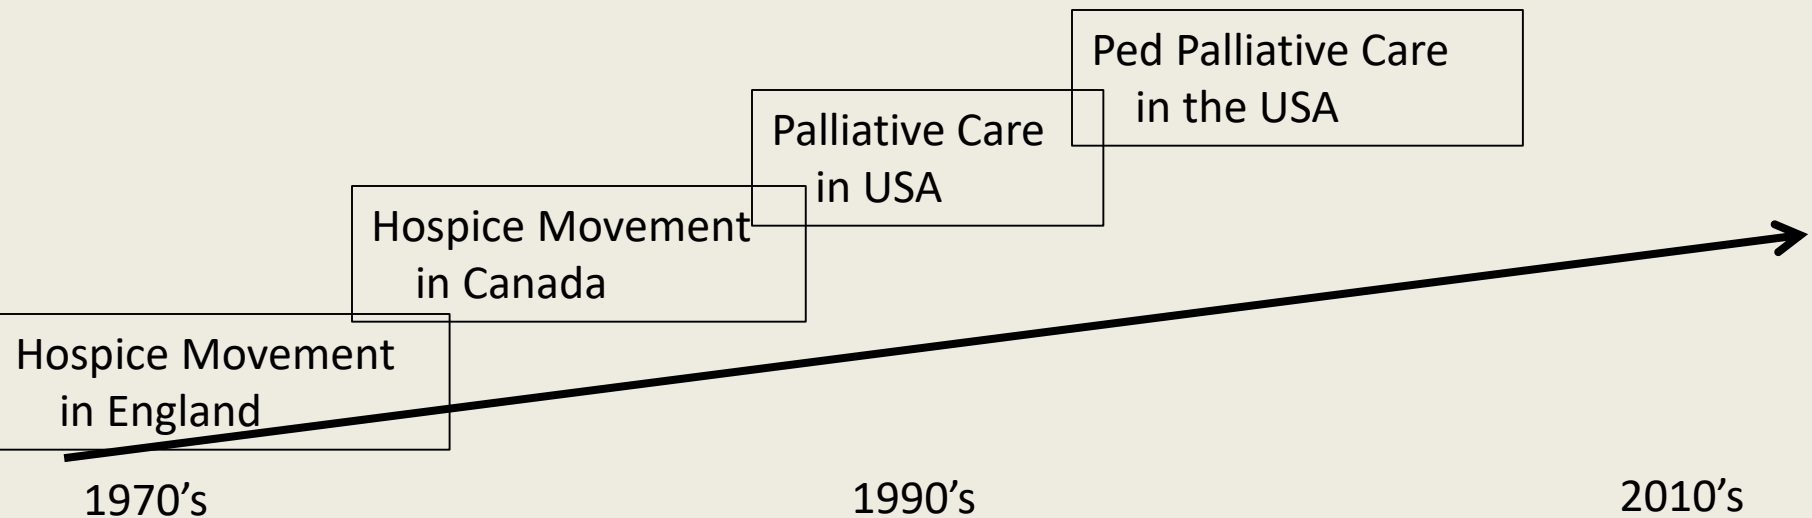 Ped Palliative Care
in the USA
Palliative Care
in USA
Hospice Movement
in Canada
Hospice Movement
in England
1970’s
1990’s
2010’s